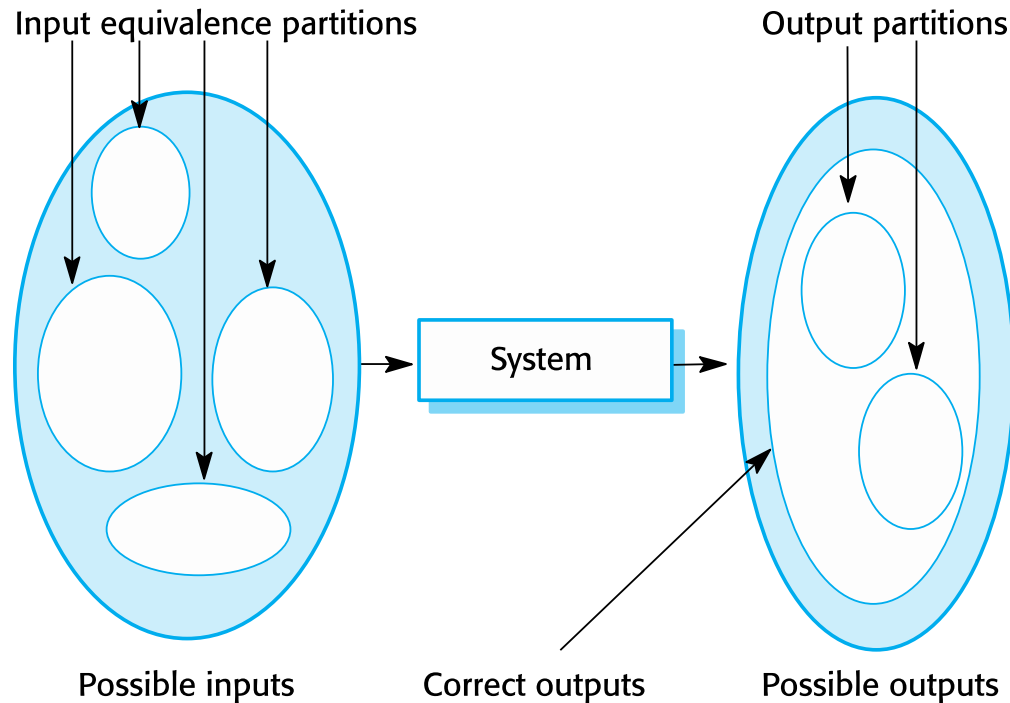 Input equivalence partitions
Output partitions
System
Possible inputs
Correct outputs
Possible outputs